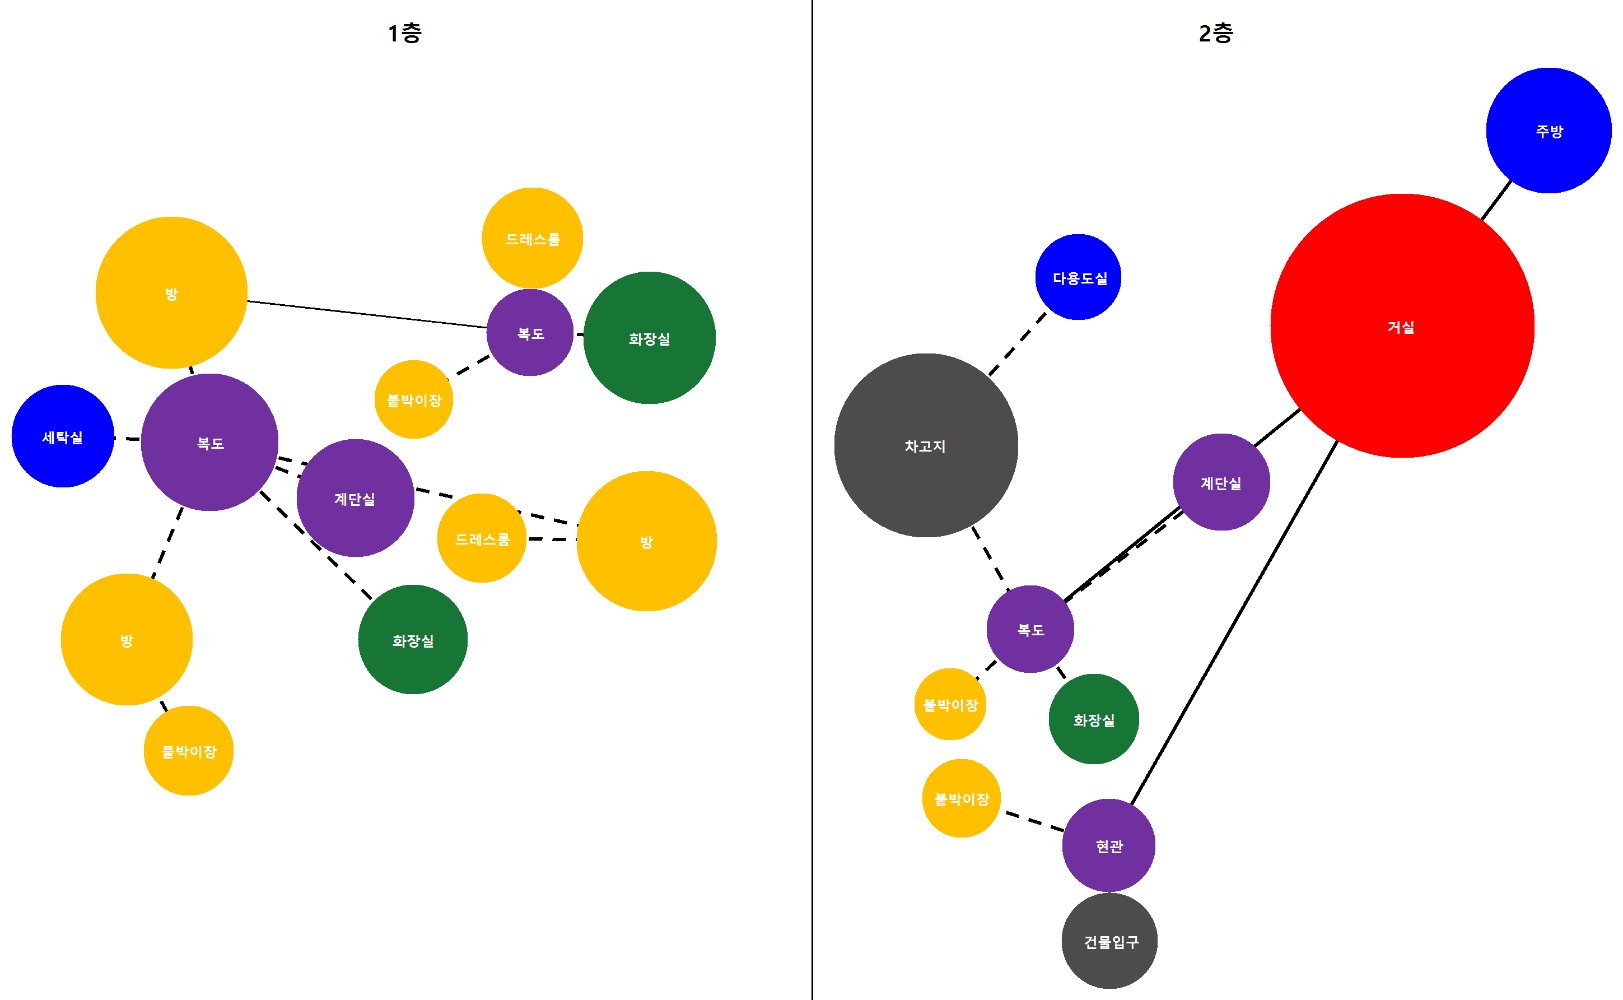 1층
드레스룸
방
복도
화장실
붙박이장
세탁실
복도
계단실
드레스룸
방
방
화장실
붙박이장
2층
주방
다용도실
거실
차고지
계단실
복도
붙박이장
화장실
붙박이장
현관
건물입구